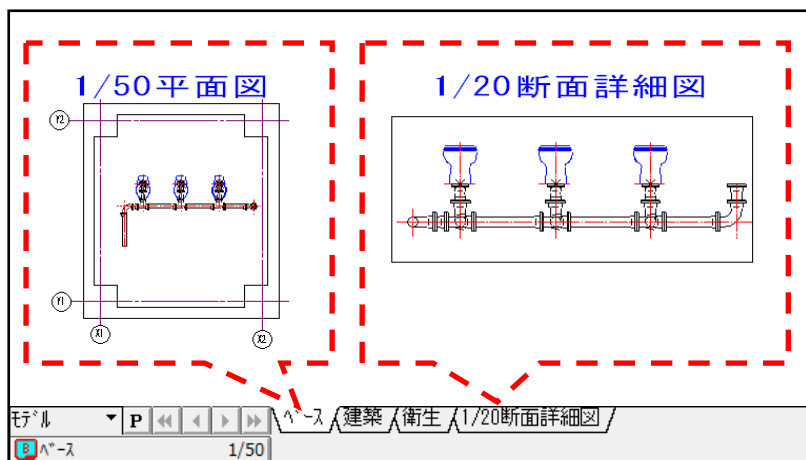 1/50平面図
1/20断面詳細図
Y2
Y1
X1
X2
ﾓﾃﾞﾙ P ﾍﾞｰｽ 建築 衛生 1/20断面詳細図
B ﾍﾞｰｽ 1/50